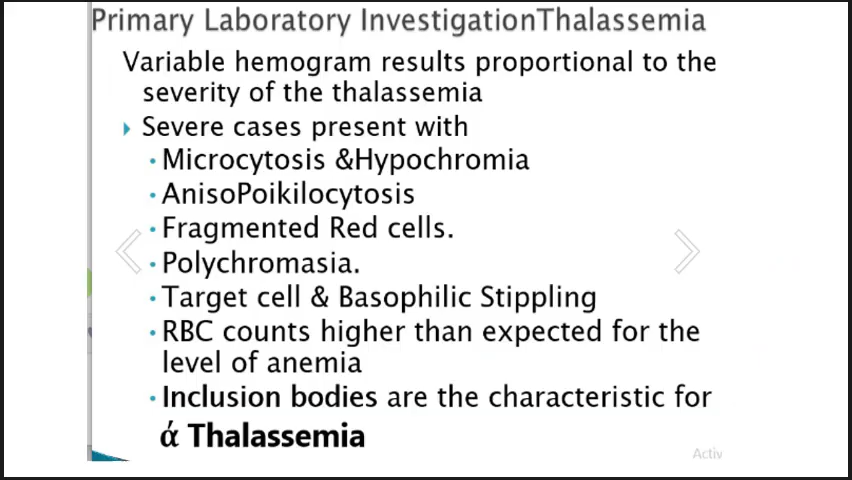 Primary Laboratory InvestigationThalassemia
Variable hemogram results proportional to the
severity of the thalassemia
Severe cases present with
Microcytosis &Hypochromia
AnisoPoikilocytosis
Fragmented Red cells.
Polychromasia.
Target cell & Basophilic Stippling
RBC counts higher than expected for the
level of anemia
Inclusion bodies are the characteristic for
ά Thalassemia
Activ